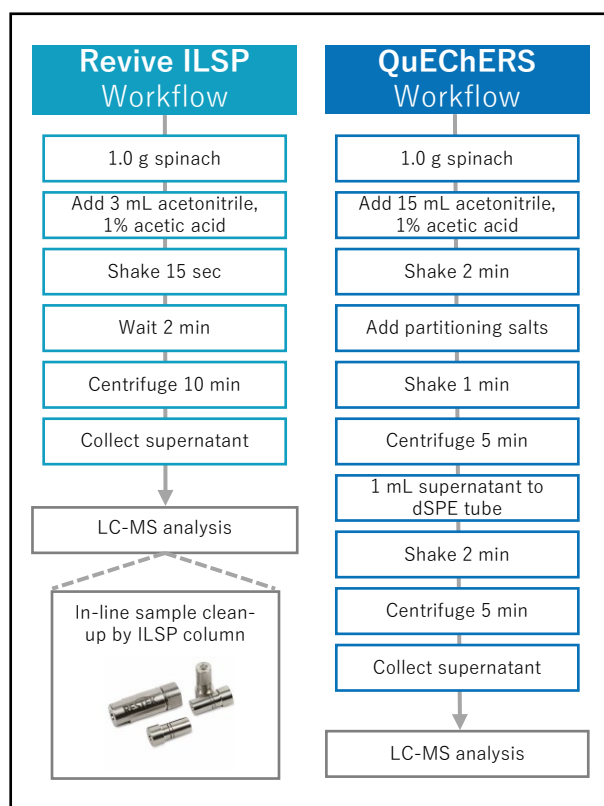 Revive ILSP
Workflow
1.0 g spinach
Add 3 mL acetonitrile,
1% acetic acid
Shake 15 sec
Wait 2 min
Centrifuge 10 min
Collect supernatant
LC-MS analysis
In-line sample clean-
up by ILSP column
RESTEK
QuEChERS
Workflow
1.0 g spinach
Add 15 mL acetonitrile,
1% acetic acid
Shake 2 min
Add partitioning salts
Shake 1 min
Centrifuge 5 min
1 mL supernatant to
dSPE tube
Shake 2 min
Centrifuge 5 min
Collect supernatant
LC-MS analysis